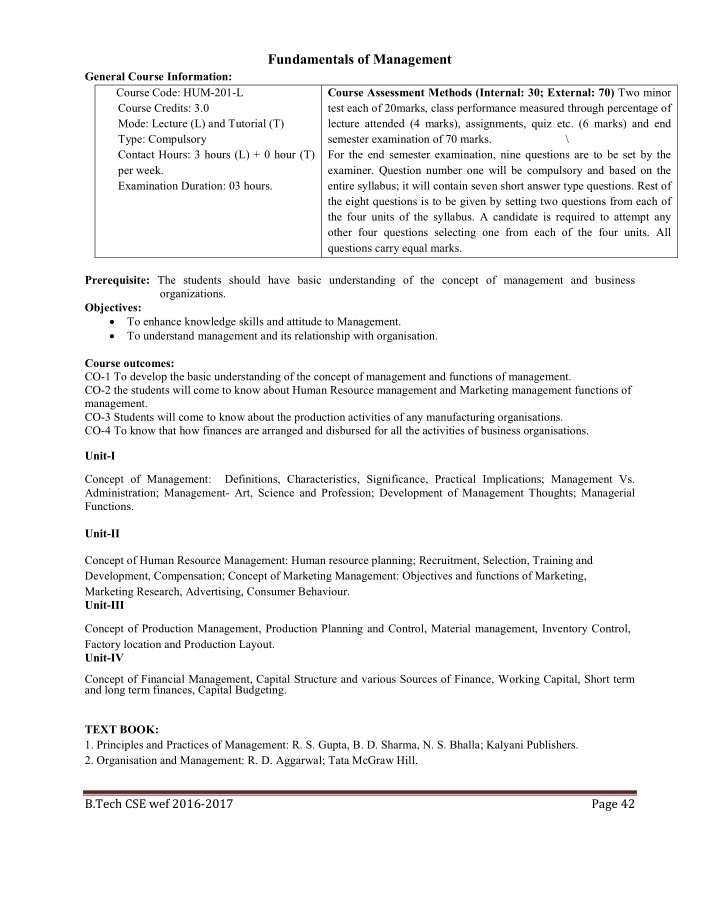 Fundamentals of Management
General Course Information:
Course Code: HUM-201-L
Course Credits: 3.0
Mode: Lecture (L) and Tutorial (T)
Type: Compulsory
Contact Hours: 3 hours (L) + 0 hour (T)
per week.
Examination Duration: 03 hours.
Course Assessment Methods (Internal: 30; External: 70) Two minor
test each of 20marks, class performance measured through percentage of
lecture attended (4 marks), assignments, quiz etc. (6 marks) and end
semester examination of 70 marks. \
For the end semester examination, nine questions are to be set by the
examiner. Question number one will be compulsory and based on the
entire syllabus; it will contain seven short answer type questions. Rest of
the eight questions is to be given by setting two questions from each of
the four units of the syllabus. A candidate is required to attempt any
other four questions selecting one from each of the four units. All
questions carry equal marks.
Prerequisite: The students should have basic understanding of the concept of management and business
organizations.
Objectives:
• To enhance knowledge skills and attitude to Management.
• To understand management and its relationship with organisation.
Course outcomes:
CO-1 To develop the basic understanding of the concept of management and functions of management.
CO-2 the students will come to know about Human Resource management and Marketing management functions of
management.
CO-3 Students will come to know about the production activities of any manufacturing organisations.
CO-4 To know that how finances are arranged and disbursed for all the activities of business organisations.
Unit-I
Concept of Management: Definitions, Characteristics, Significance, Practical Implications; Management Vs.
Administration; Management- Art, Science and Profession; Development of Management Thoughts; Managerial
Functions.
Unit-II
Concept of Human Resource Management: Human resource planning; Recruitment, Selection, Training and
Development, Compensation; Concept of Marketing Management: Objectives and functions of Marketing,
Marketing Research, Advertising, Consumer Behaviour.
Unit-III
Concept of Production Management, Production Planning and Control, Material management, Inventory Control,
Factory location and Production Layout.
Unit-IV
Concept of Financial Management, Capital Structure and various Sources of Finance, Working Capital, Short term
and long term finances, Capital Budgeting.
TEXT BOOK:
1. Principles and Practices of Management: R. S. Gupta, B. D. Sharma, N. S. Bhalla; Kalyani Publishers.
2. Organisation and Management: R. D. Aggarwal; Tata McGraw Hill.
B.Tech CSE wef 2016-2017 Page 42